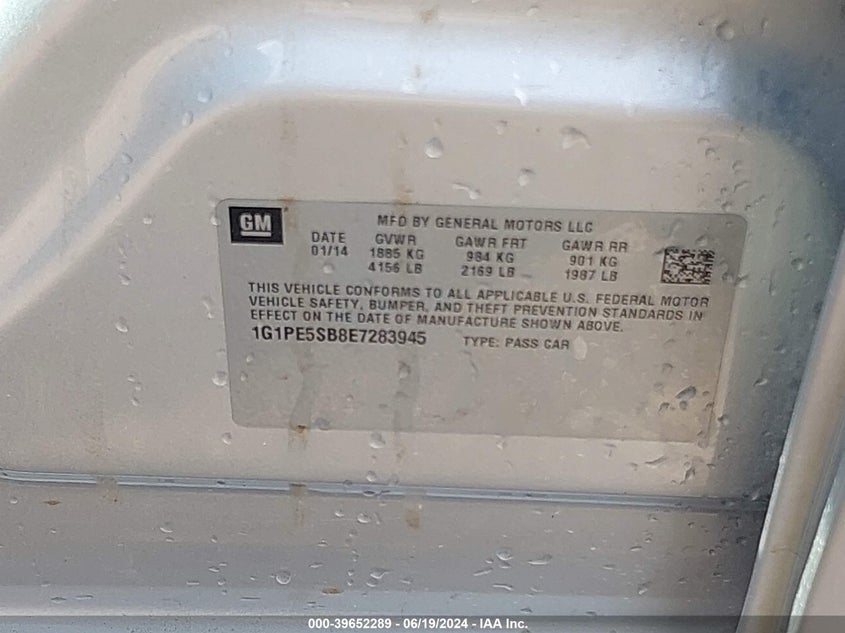 GM
MFD BY GENERAL MOTORS LLC
DATE GVWR GAWR FRT GAWR RR
01/14 1885 KG 984 KG 901 KG
4156 LB 2169 LB 1987 LB
THIS VEHICLE CONFORMS TO ALL APPLICABLE U.S. FEDERAL MOTOR
VEHICLE SAFETY, BUMPER, AND THEFT PREVENTION STANDARDS IN
EFFECT ON THE DATE OF MANUFACTURE SHOWN ABOVE.
1G1PE5SB8E7283945 TYPE: PASS CAR
000-39652289 - 06/19/2024 - IAA Inc.